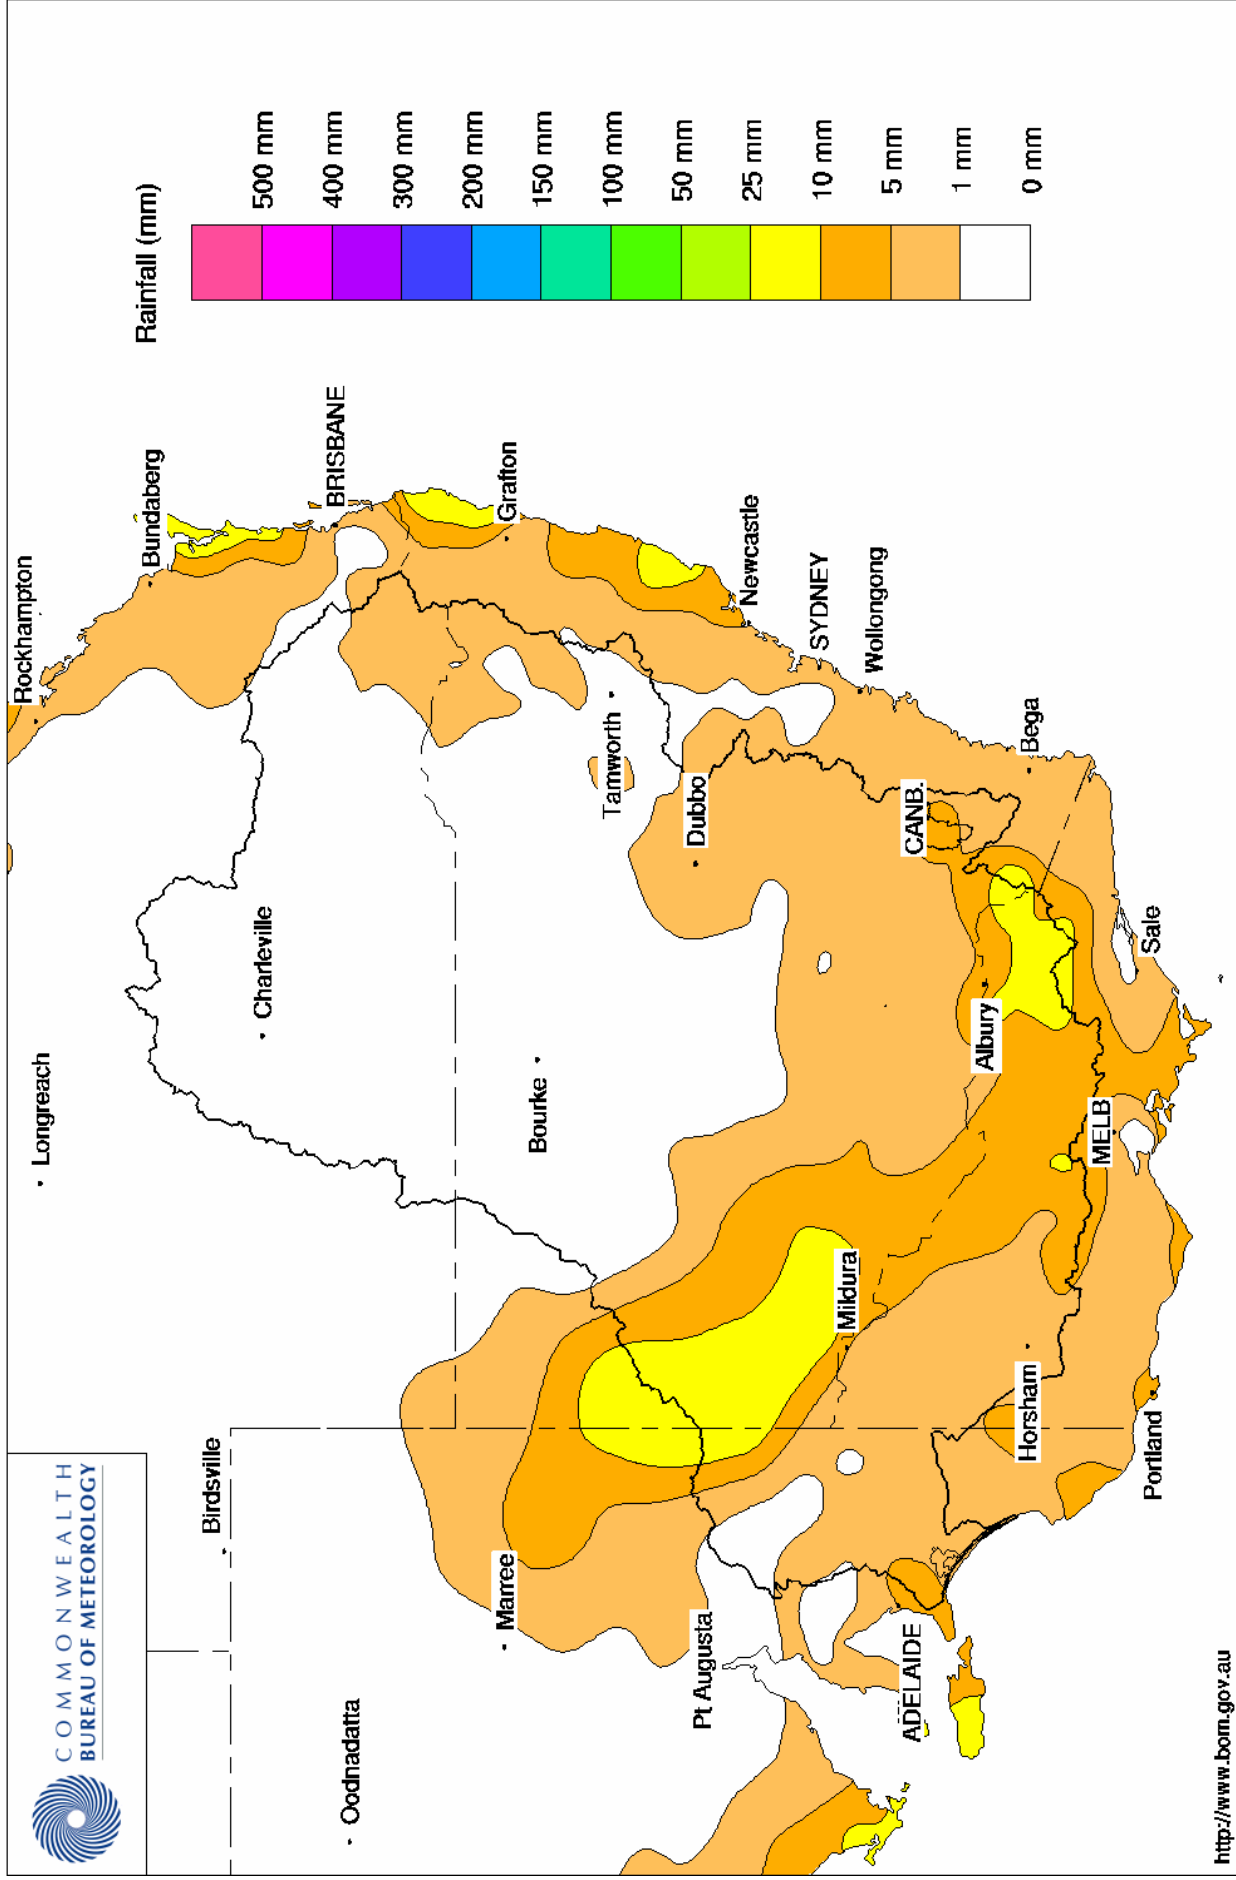 COMMONWEALTH
BUREAU OF METEOROLOGY
Longreach
Rockhampton
Bundaberg
Birdsville
Charleville
BRISBANE
Oodnadatta
Marree
Bourke
Grafton
Tamworth
Pt Augusta
Dubbo
Newcastle
Mildura
SYDNEY
Wollongong
ADELAIDE
CANB.
Albury
Horsham
Bega
MELB
Portland
Sale
http://www.bom.gov.au
Rainfall (mm)
500 mm
400 mm
300 mm
200 mm
150 mm
100 mm
50 mm
25 mm
10 mm
5 mm
1 mm
0 mm